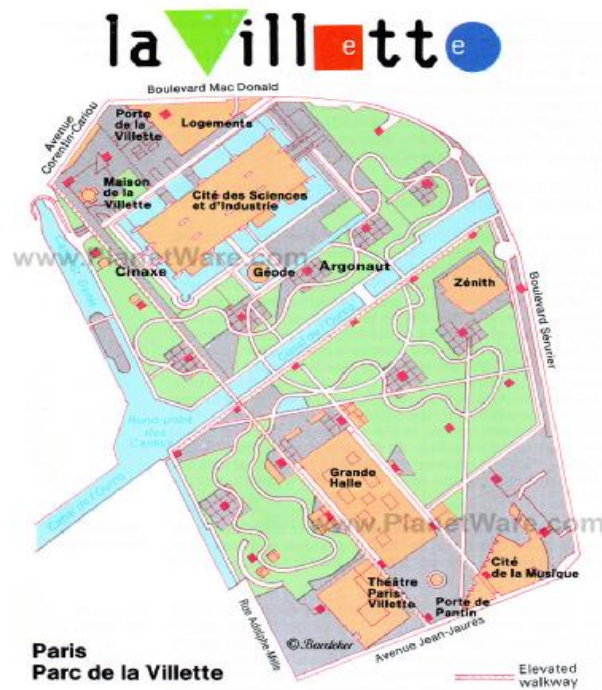 la villette
Boulevard Mac Donald
Avenue
Corentin-Cariou
Porte
de la
Villette
Logements
Maison
de la
Villette
Cité des Sciences
et d'Industrie
www.PlanetWare.com
Cinaxe
Géode
Argonaut
Zénith
Boulevard Sérurier
Canal de l'Ourcq
Rond-point
des
Canaux
Canal de l'Ourcq
Grande
Halle
www.PlanetWare.com
Cité
de la Musique
Théâtre
Paris-
Villette
Porte de
Pantin
Rue Adolphe-Mille
Avenue Jean-Jaurés
© Baedeker
Paris
Parc de la Villette
Elevated
walkway